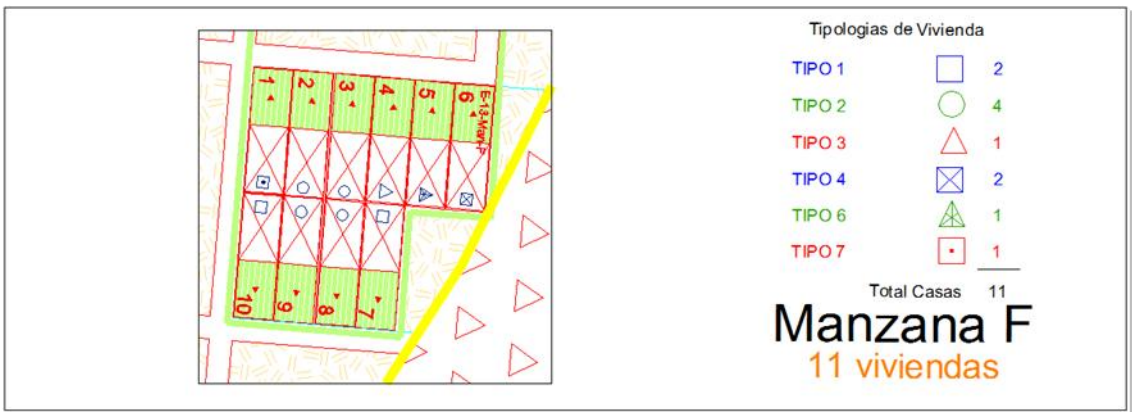 1 2 3 4 5 6
E-13-Man-F
10 9 8 7
Tipologias de Vivienda
TIPO 1 2
TIPO 2 4
TIPO 3 1
TIPO 4 2
TIPO 6 1
TIPO 7 1
Total Casas 11
Manzana F
11 viviendas